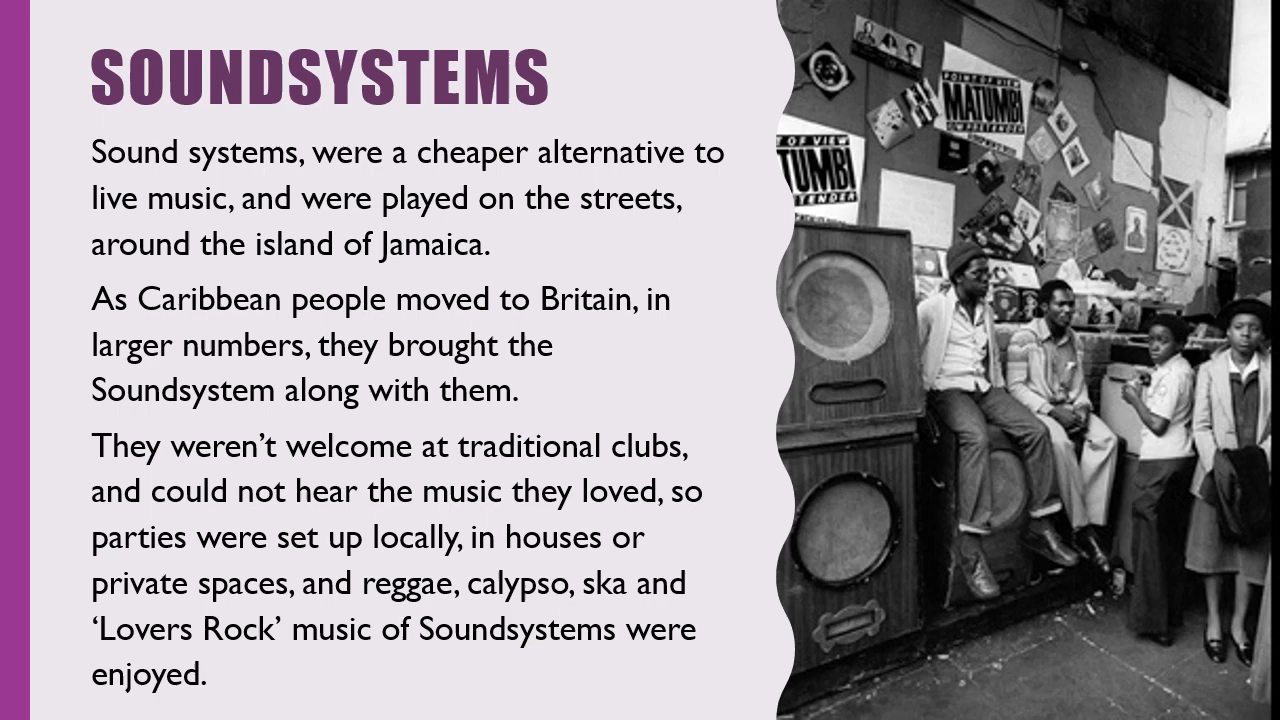 SOUNDSYSTEMS
Sound systems, were a cheaper alternative to
live music, and were played on the streets,
around the island of Jamaica.
As Caribbean people moved to Britain, in
larger numbers, they brought the
Soundsystem along with them.
They weren’t welcome at traditional clubs,
and could not hear the music they loved, so
parties were set up locally, in houses or
private spaces, and reggae, calypso, ska and
‘Lovers Rock’ music of Soundsystems were
enjoyed.
POINT OF VIEW
MATUMBI
OF VIEW
TUMBI